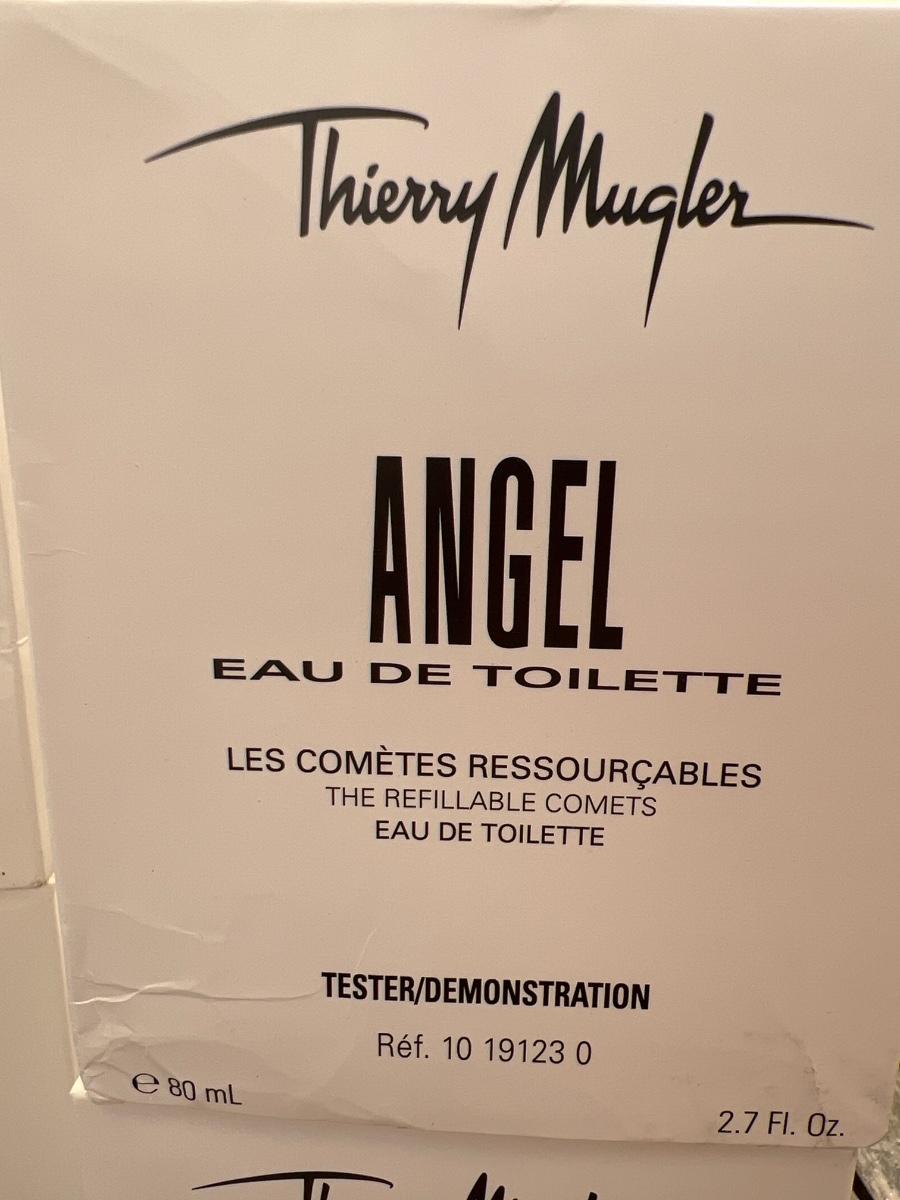 Thierry Mugler
ANGEL
EAU DE TOILETTE
LES COMÈTES RESSOURÇABLES
THE REFILLABLE COMETS
EAU DE TOILETTE
TESTER/DEMONSTRATION
Réf. 10 19123 0
℮ 80 mL
2.7 Fl. Oz.